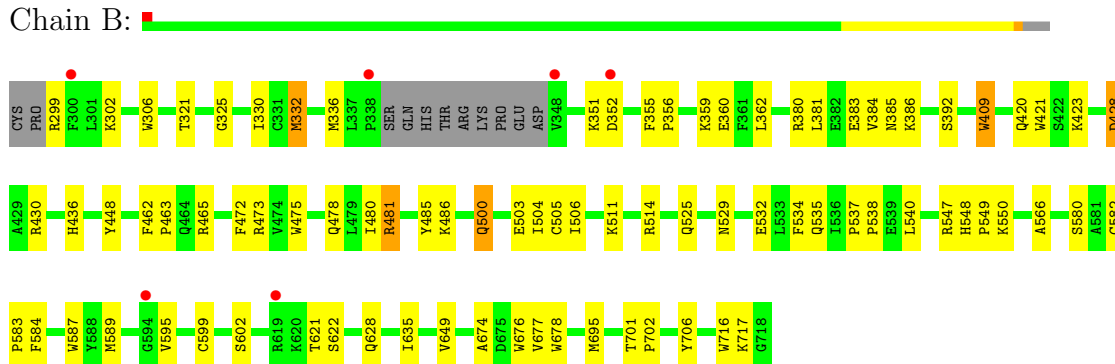 Chain B:
CYS PRO R299 F300 L301 K302 W306 T321 G325 I330 C331 M332 M336 L337 P338 SER GLN HIS THR ARG LYS PRO GLU ASP V348 K351 D352 F355 P356 K359 E360 F361 L362 R380 L381 E382 E383 V384 N385 K386 S392 W409 Q420 W421 S422 K423
A429 R430 H436 Y448 F462 P463 Q464 R465 F472 R473 V474 W475 Q478 L479 I480 R481 Y485 K486 Q500 E503 I504 C505 I506 K511 R514 Q525 N529 E532 L533 F534 Q535 I536 P537 P538 E539 L540 R547 H548 P549 K550 A566 S580 A581 G582
P583 F584 W587 Y588 M589 G594 V595 C599 S602 R619 K620 T621 S622 Q628 I635 V649 A674 D675 W676 V677 W678 M695 T701 P702 Y706 W716 K717 G718